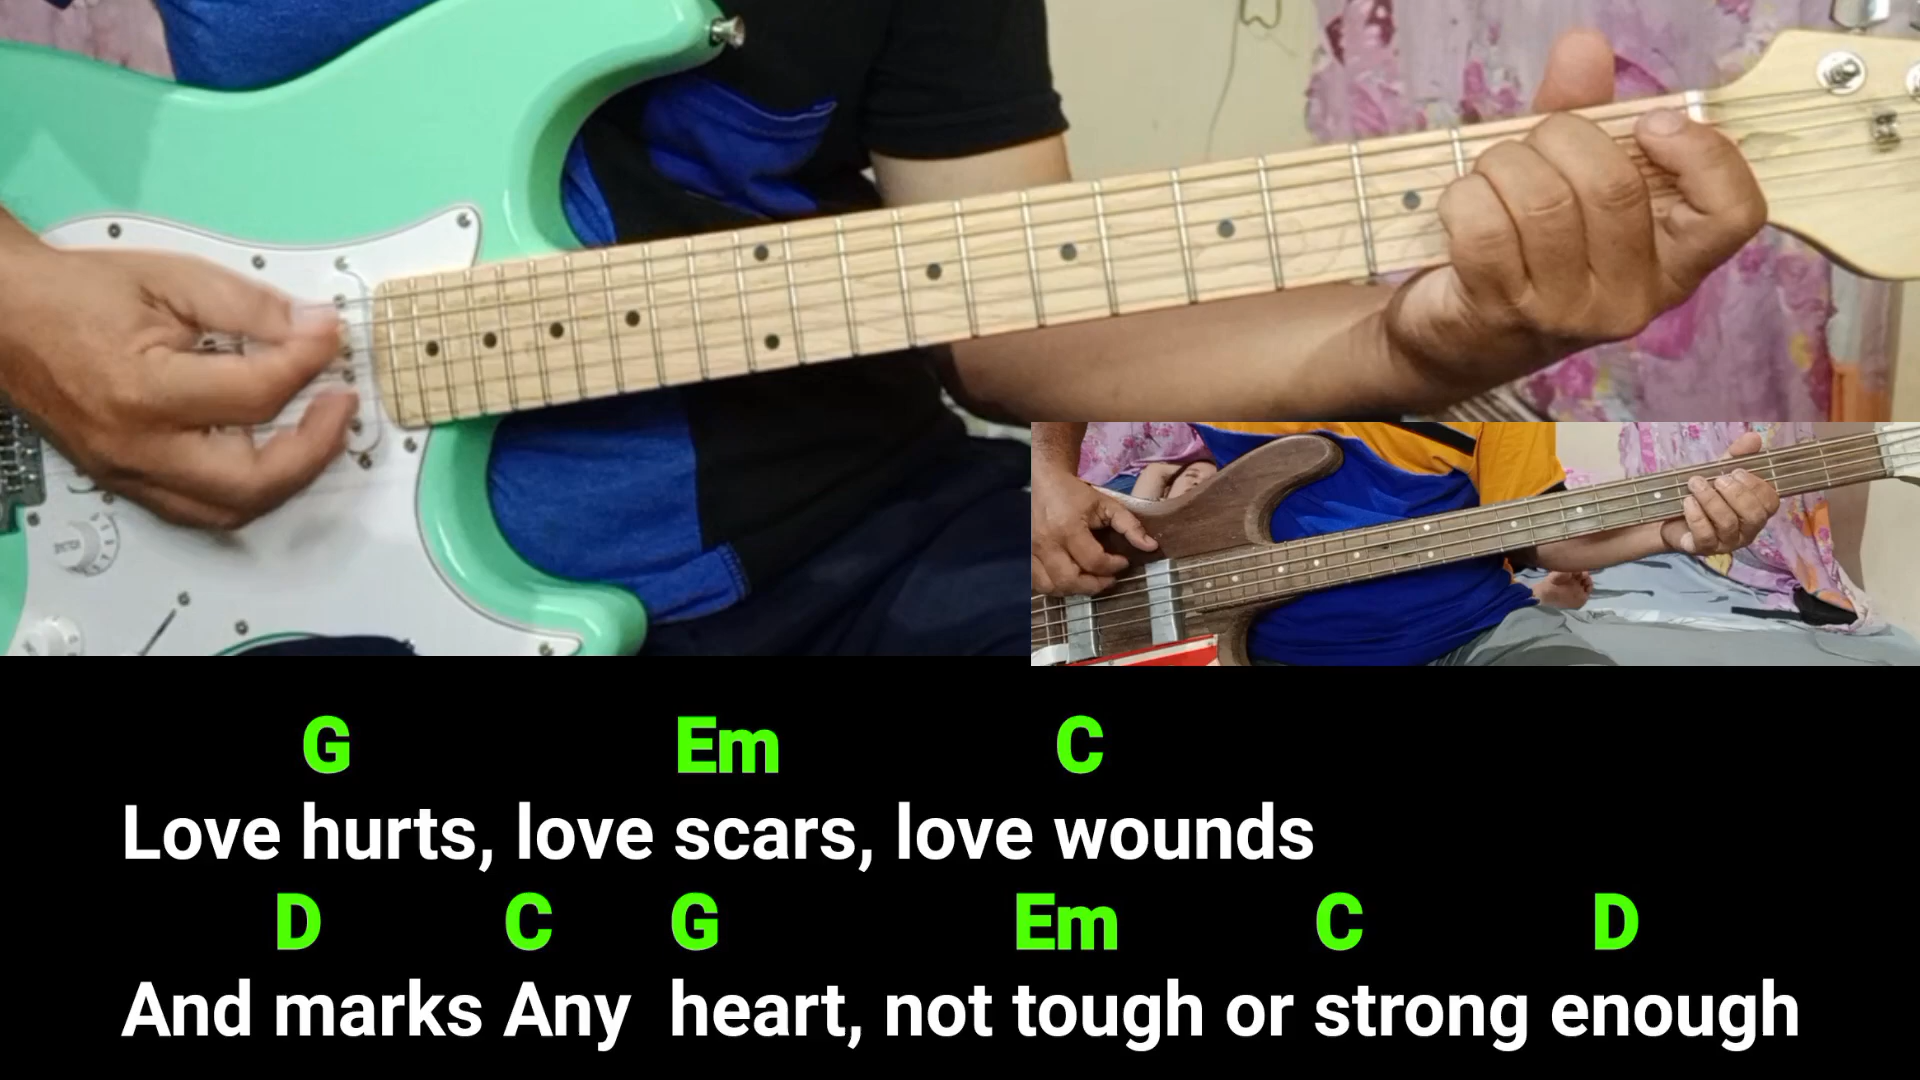 G Em C
Love hurts, love scars, love wounds
D C G Em C D
And marks Any heart, not tough or strong enough